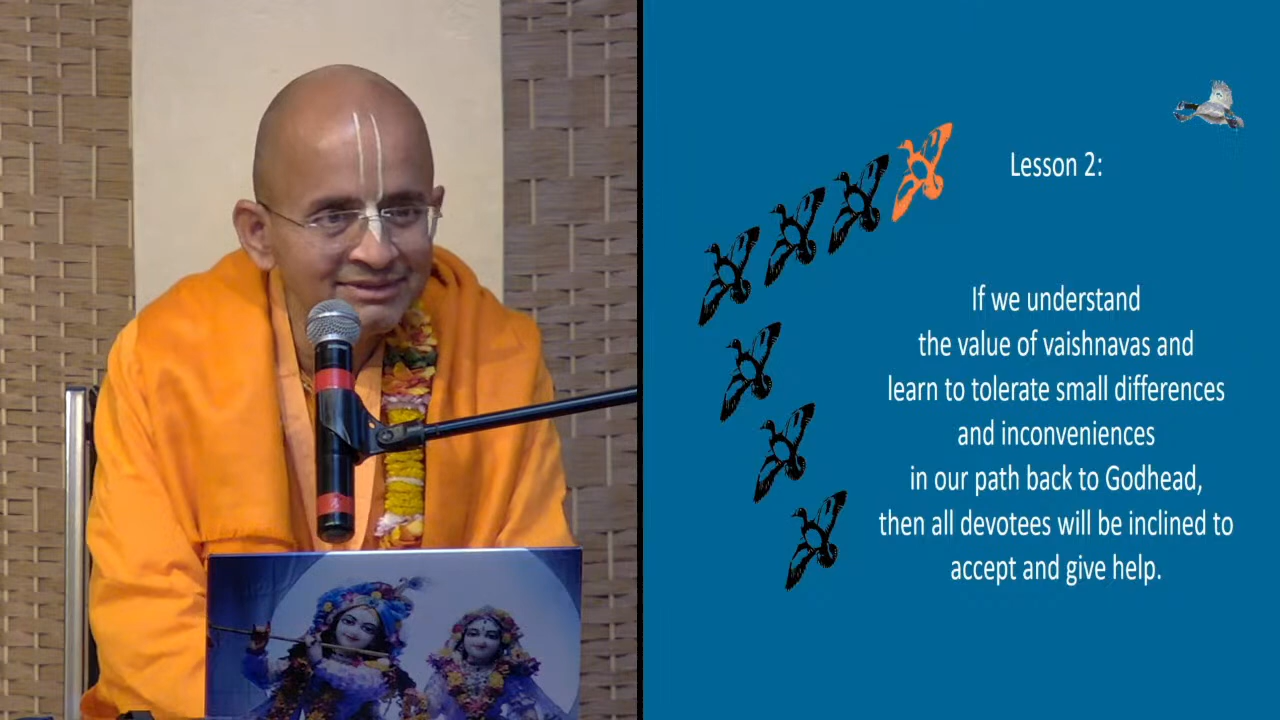 Lesson 2:
If we understand
the value of vaishnavas and
learn to tolerate small differences
and inconveniences
in our path back to Godhead,
then all devotees will be inclined to
accept and give help.